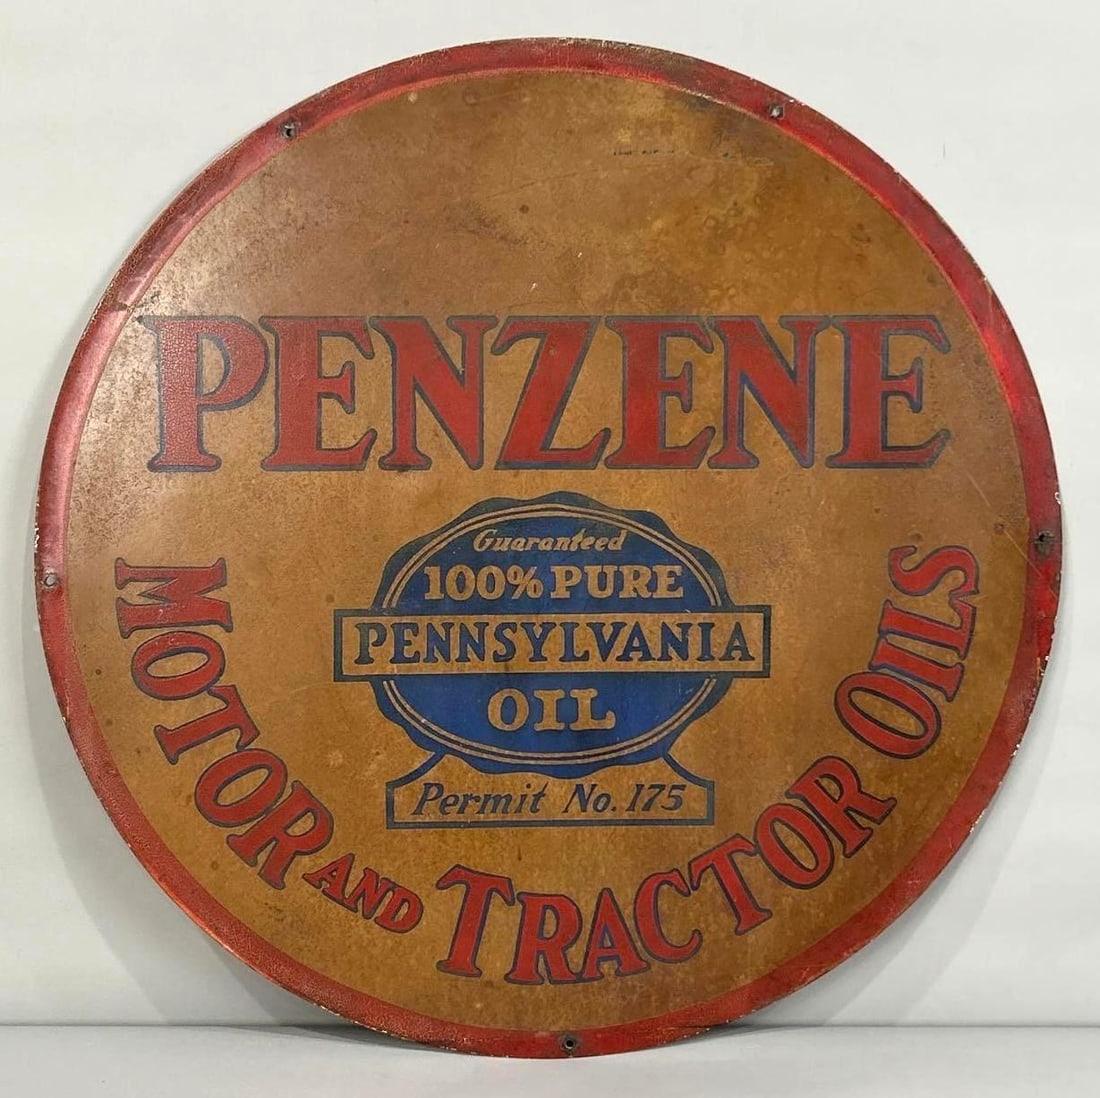 PENZENE
Guaranteed
100% PURE
PENNSYLVANIA
OIL
Permit No. 175
MOTOR AND TRACTOR OILS